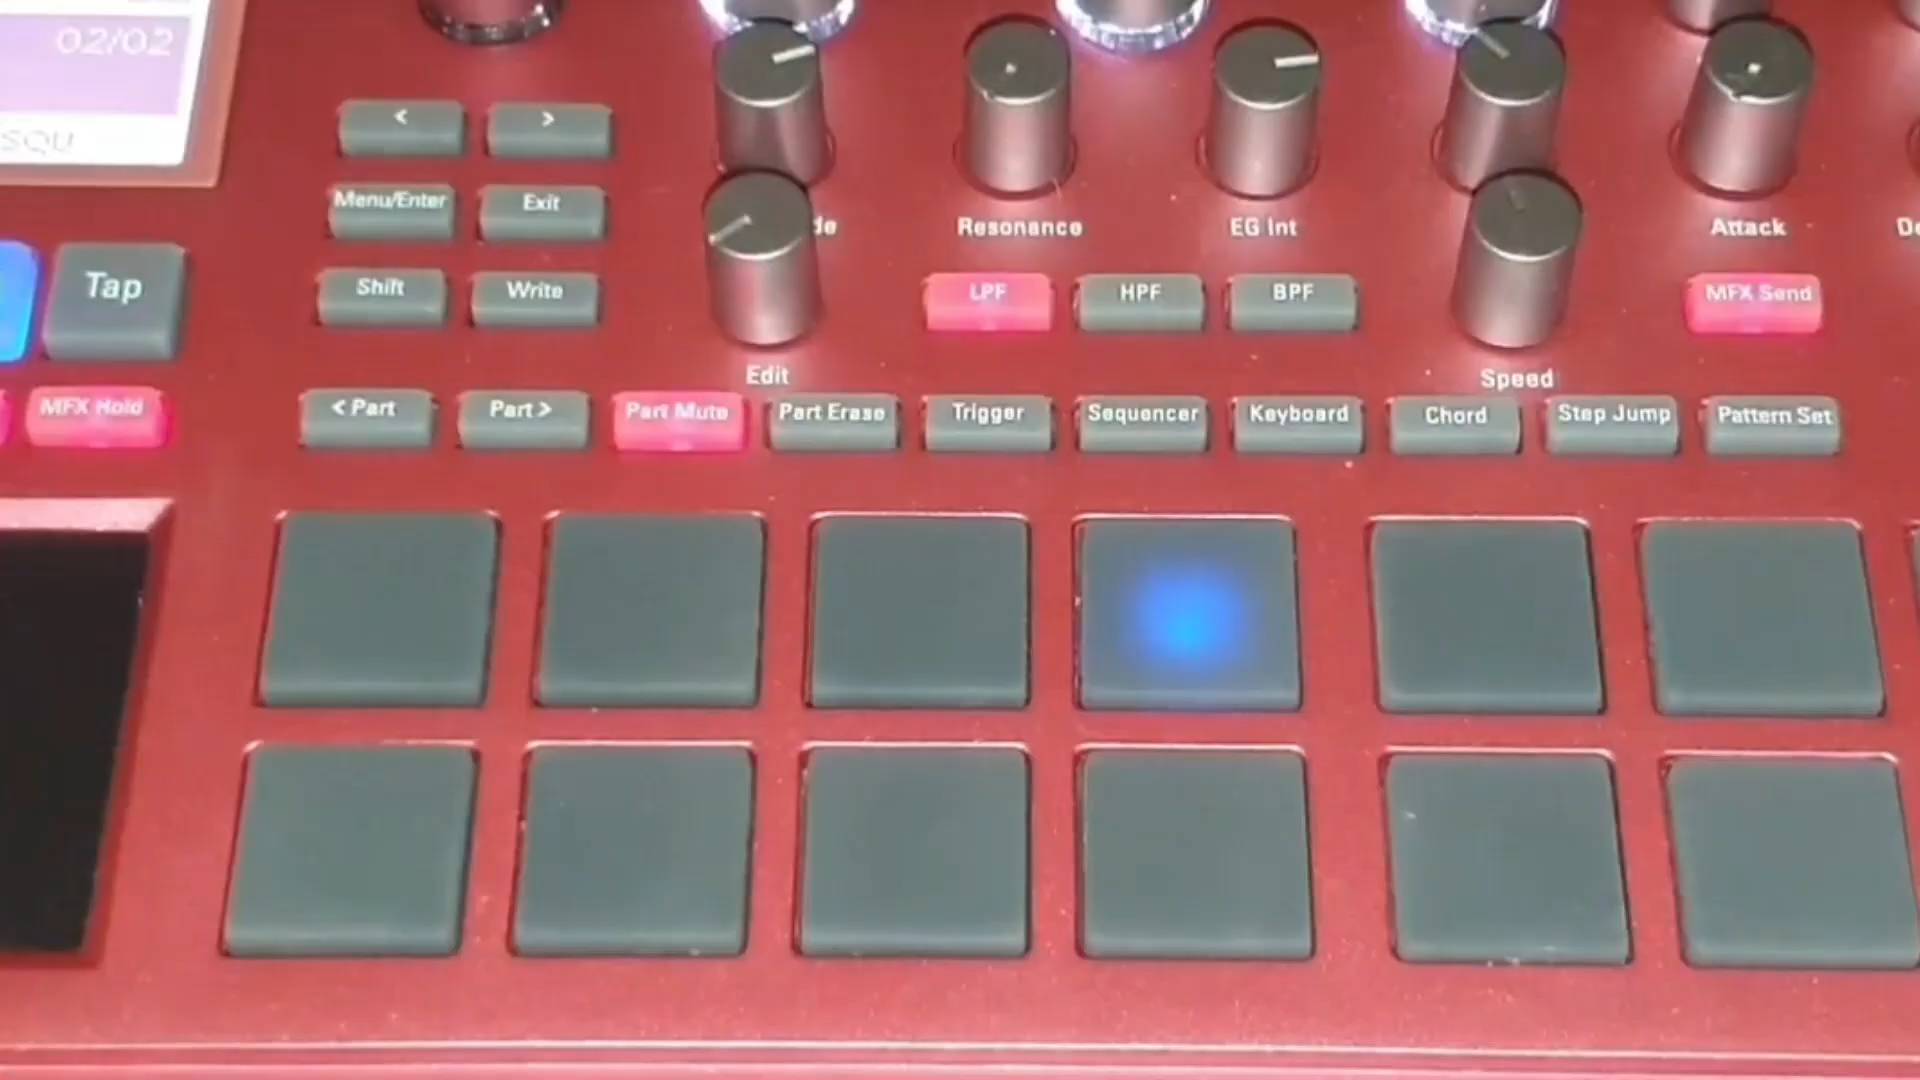 02/02
SQU
<
>
Menu/Enter
Exit
Shift
Write
Tap
Resonance
EG Int
Attack
LPF
HPF
BPF
MFX Send
Edit
Speed
MFX Hold
< Part
Part >
Part Mute
Part Erase
Trigger
Sequencer
Keyboard
Chord
Step Jump
Pattern Set